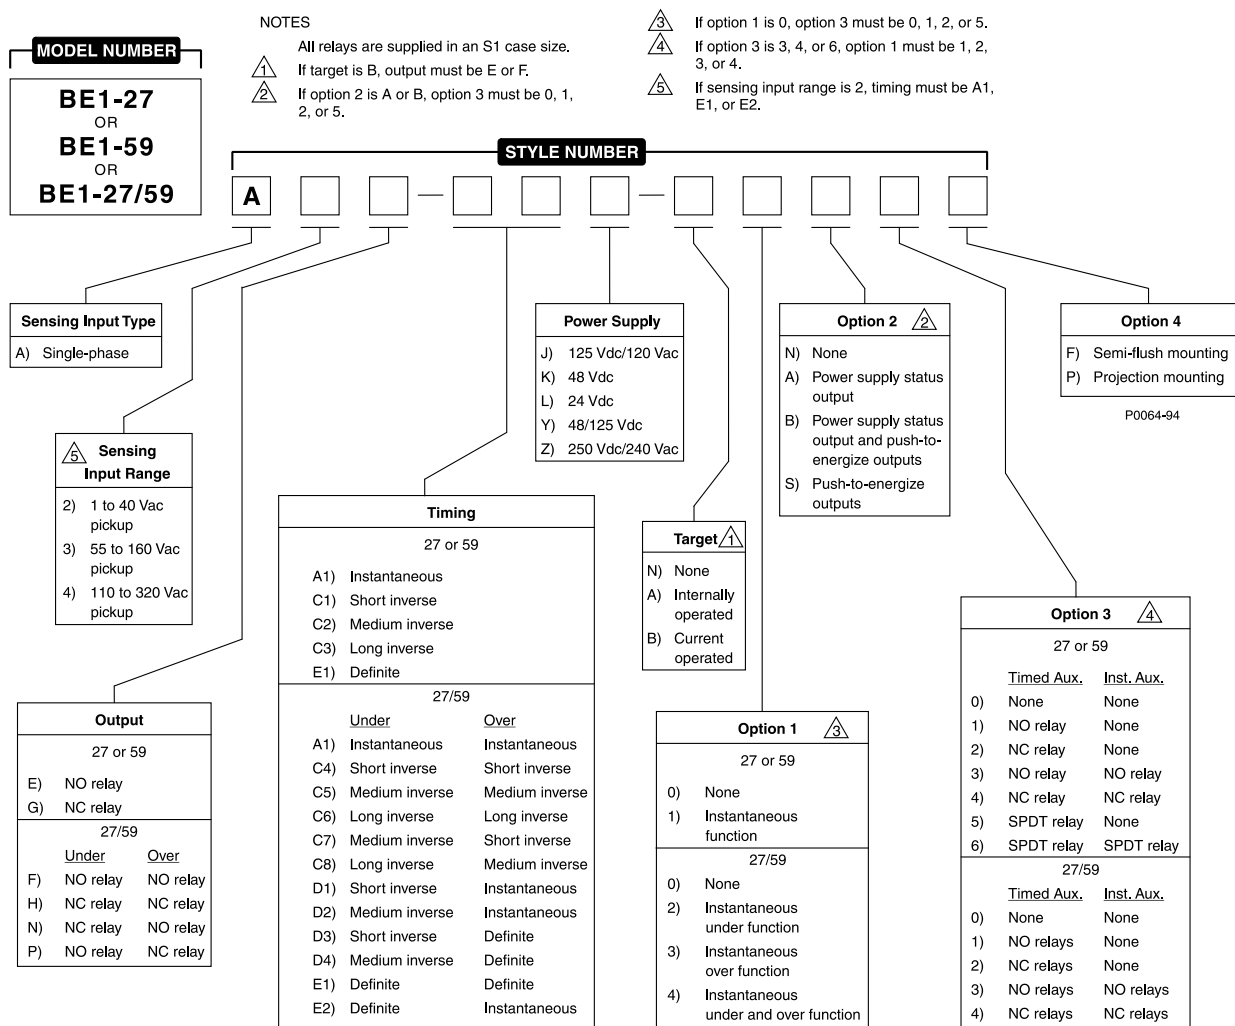 NOTES
All relays are supplied in an S1 case size.
1 If target is B, output must be E or F.
2 If option 2 is A or B, option 3 must be 0, 1,
2, or 5.
3 If option 1 is 0, option 3 must be 0, 1, 2, or 5.
4 If option 3 is 3, 4, or 6, option 1 must be 1, 2,
3, or 4.
5 If sensing input range is 2, timing must be A1,
E1, or E2.
MODEL NUMBER
BE1-27
OR
BE1-59
OR
BE1-27/59
STYLE NUMBER
A
Sensing Input Type
A) Single-phase
5 Sensing
Input Range
2) 1 to 40 Vac
pickup
3) 55 to 160 Vac
pickup
4) 110 to 320 Vac
pickup
Output
27 or 59
E) NO relay
G) NC relay
27/59
Under Over
F) NO relay NO relay
H) NC relay NC relay
N) NC relay NO relay
P) NO relay NC relay
Timing
27 or 59
A1) Instantaneous
C1) Short inverse
C2) Medium inverse
C3) Long inverse
E1) Definite
27/59
Under Over
A1) Instantaneous Instantaneous
C4) Short inverse Short inverse
C5) Medium inverse Medium inverse
C6) Long inverse Long inverse
C7) Medium inverse Short inverse
C8) Long inverse Medium inverse
D1) Short inverse Instantaneous
D2) Medium inverse Instantaneous
D3) Short inverse Definite
D4) Medium inverse Definite
E1) Definite Definite
E2) Definite Instantaneous
Power Supply
J) 125 Vdc/120 Vac
K) 48 Vdc
L) 24 Vdc
Y) 48/125 Vdc
Z) 250 Vdc/240 Vac
Target 1
N) None
A) Internally
operated
B) Current
operated
Option 1 3
27 or 59
0) None
1) Instantaneous
function
27/59
0) None
2) Instantaneous
under function
3) Instantaneous
over function
4) Instantaneous
under and over function
Option 2 2
N) None
A) Power supply status
output
B) Power supply status
output and push-to-
energize outputs
S) Push-to-energize
outputs
Option 3 4
27 or 59
Timed Aux. Inst. Aux.
0) None None
1) NO relay None
2) NC relay None
3) NO relay NO relay
4) NC relay NC relay
5) SPDT relay None
6) SPDT relay SPDT relay
27/59
Timed Aux. Inst. Aux.
0) None None
1) NO relays None
2) NC relays None
3) NO relays NO relays
4) NC relays NC relays
Option 4
F) Semi-flush mounting
P) Projection mounting
P0064-94